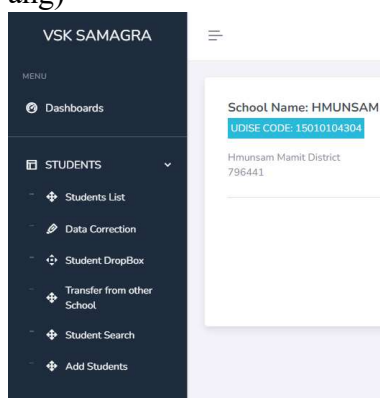 ang)
VSK SAMAGRA
MENU
Dashboards
STUDENTS
Students List
Data Correction
Student DropBox
Transfer from other
School
Student Search
Add Students
School Name: HMUNSAM
UDISE CODE: 15010104304
Hmunsam Mamit District
796441